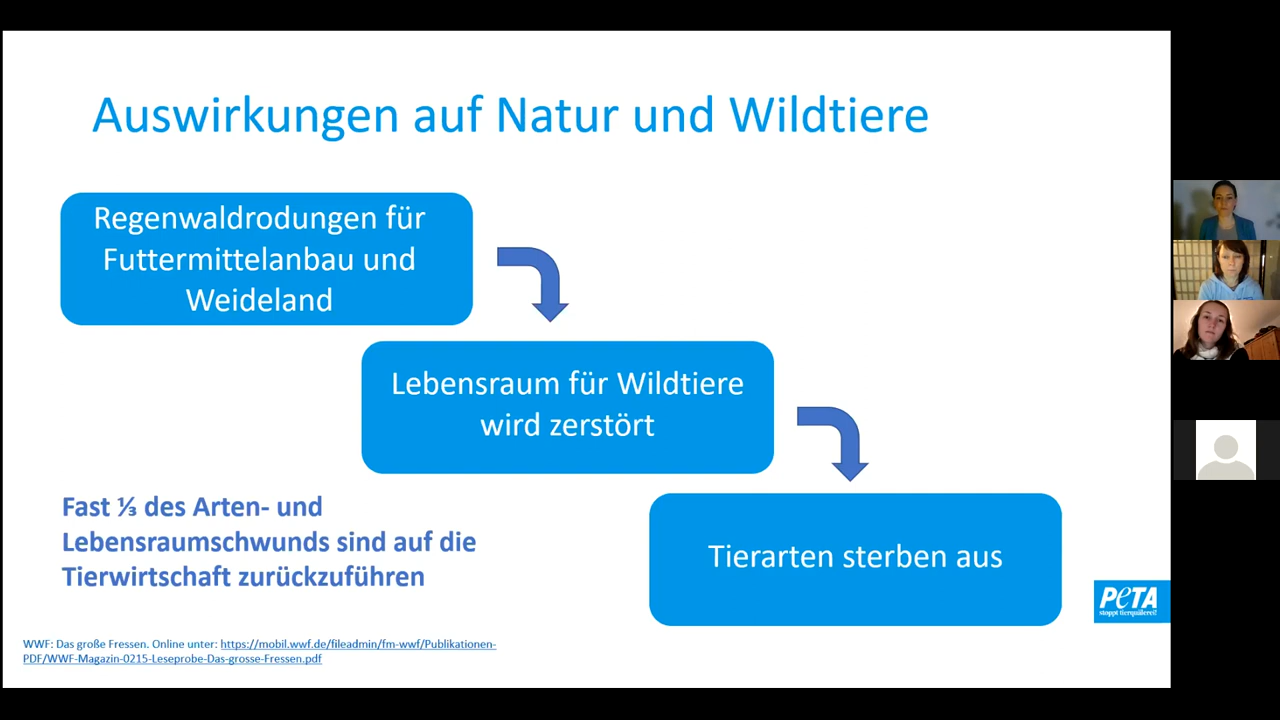 Auswirkungen auf Natur und Wildtiere
Regenwaldrodungen für
Futtermittelanbau und
Weideland
Lebensraum für Wildtiere
wird zerstört
Fast ⅓ des Arten- und
Lebensraumschwunds sind auf die
Tierwirtschaft zurückzuführen
Tierarten sterben aus
PETA
stoppt tierquälerei!
WWF: Das große Fressen. Online unter: https://mobil.wwf.de/fileadmin/fm-wwf/Publikationen-
PDF/WWF-Magazin-0215-Leseprobe-Das-grosse-Fressen.pdf